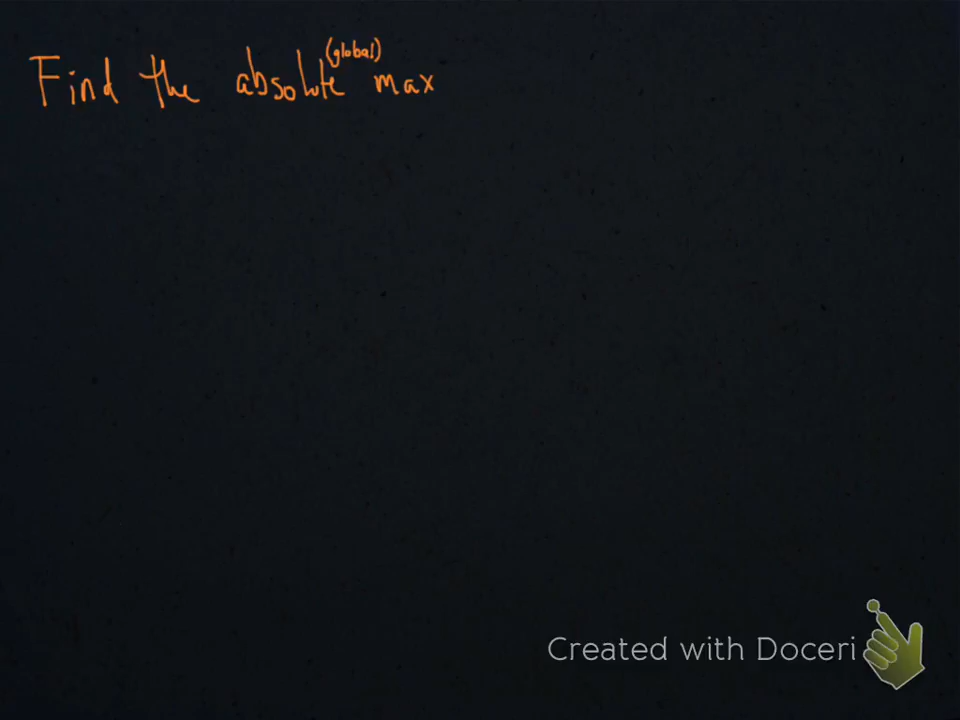 Find the absolute (global) max
Created with Doceri